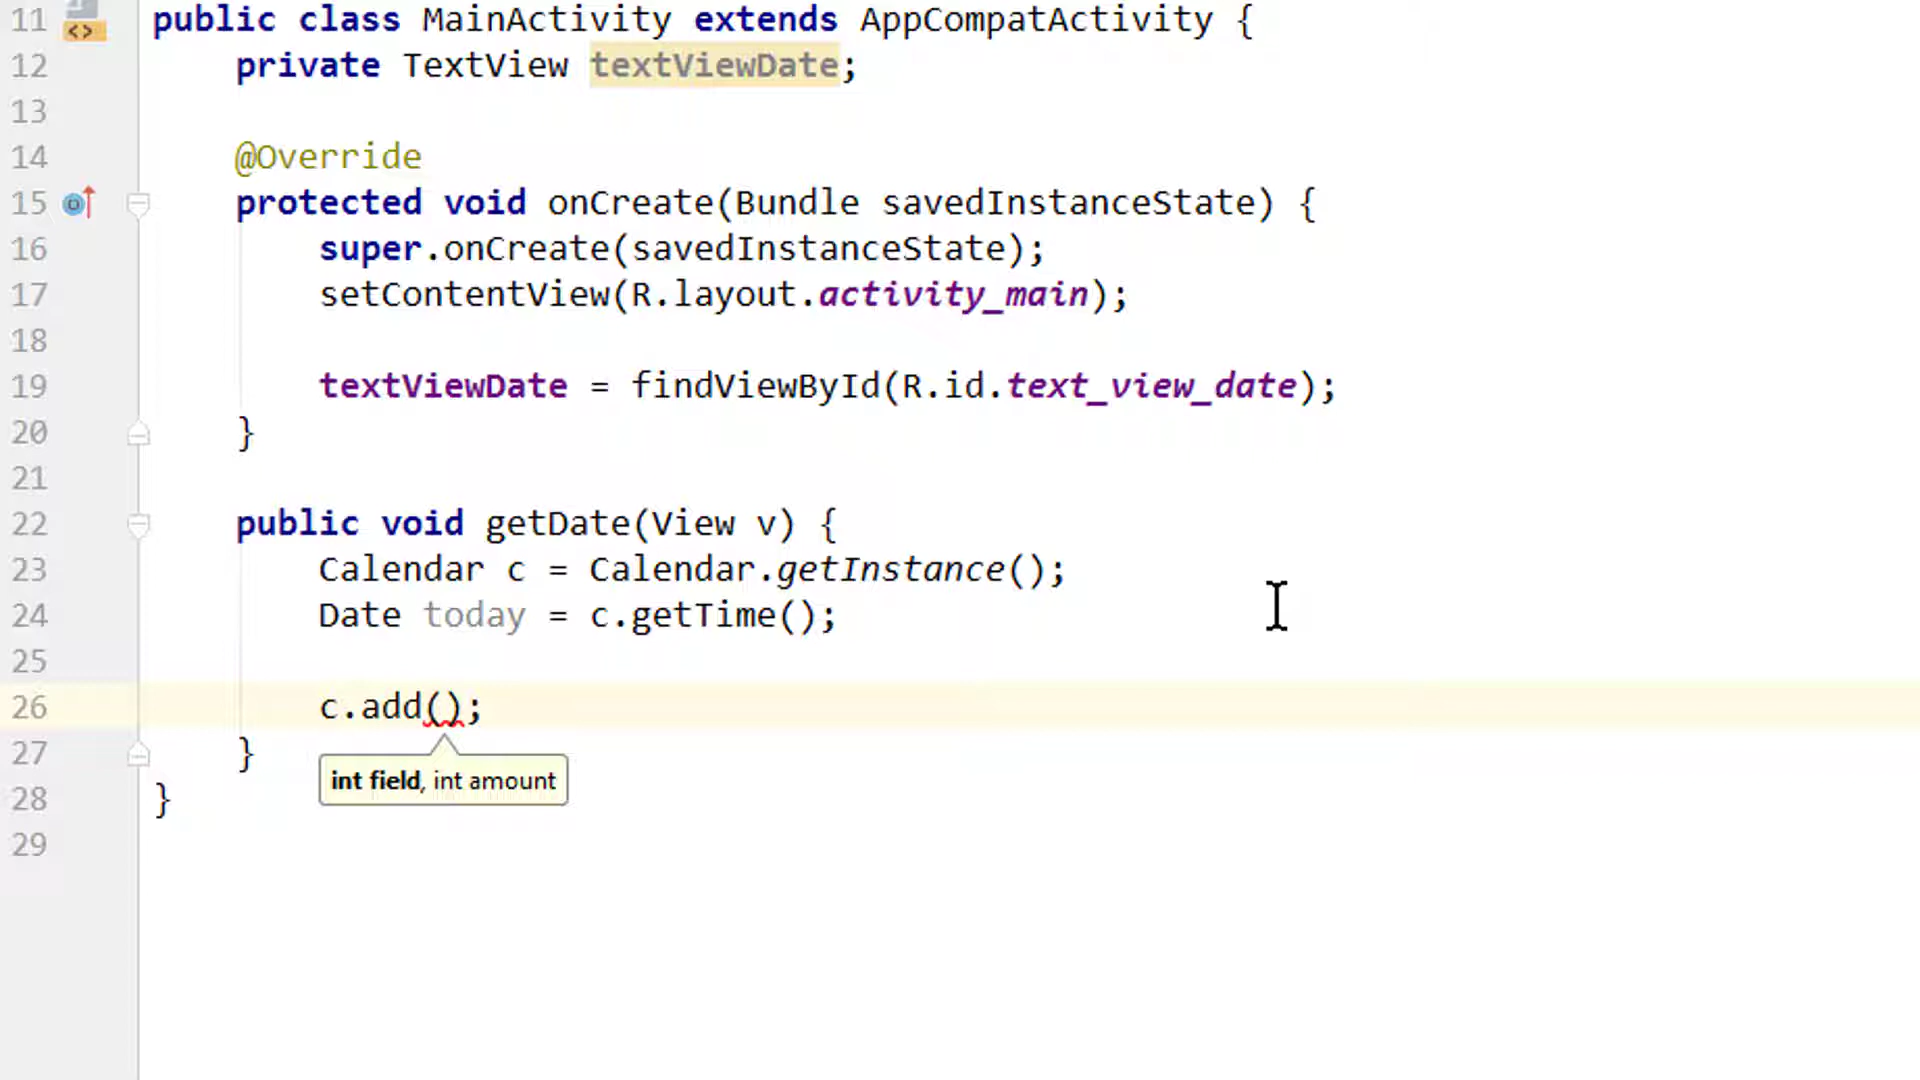 11 public class MainActivity extends AppCompatActivity {
12 private TextView textViewDate;
13
14 @Override
15 protected void onCreate(Bundle savedInstanceState) {
16 super.onCreate(savedInstanceState);
17 setContentView(R.layout.activity_main);
18
19 textViewDate = findViewById(R.id.text_view_date);
20 }
21
22 public void getDate(View v) {
23 Calendar c = Calendar.getInstance();
24 Date today = c.getTime();
25
26 c.add();
27 }
int field, int amount
28 }
29